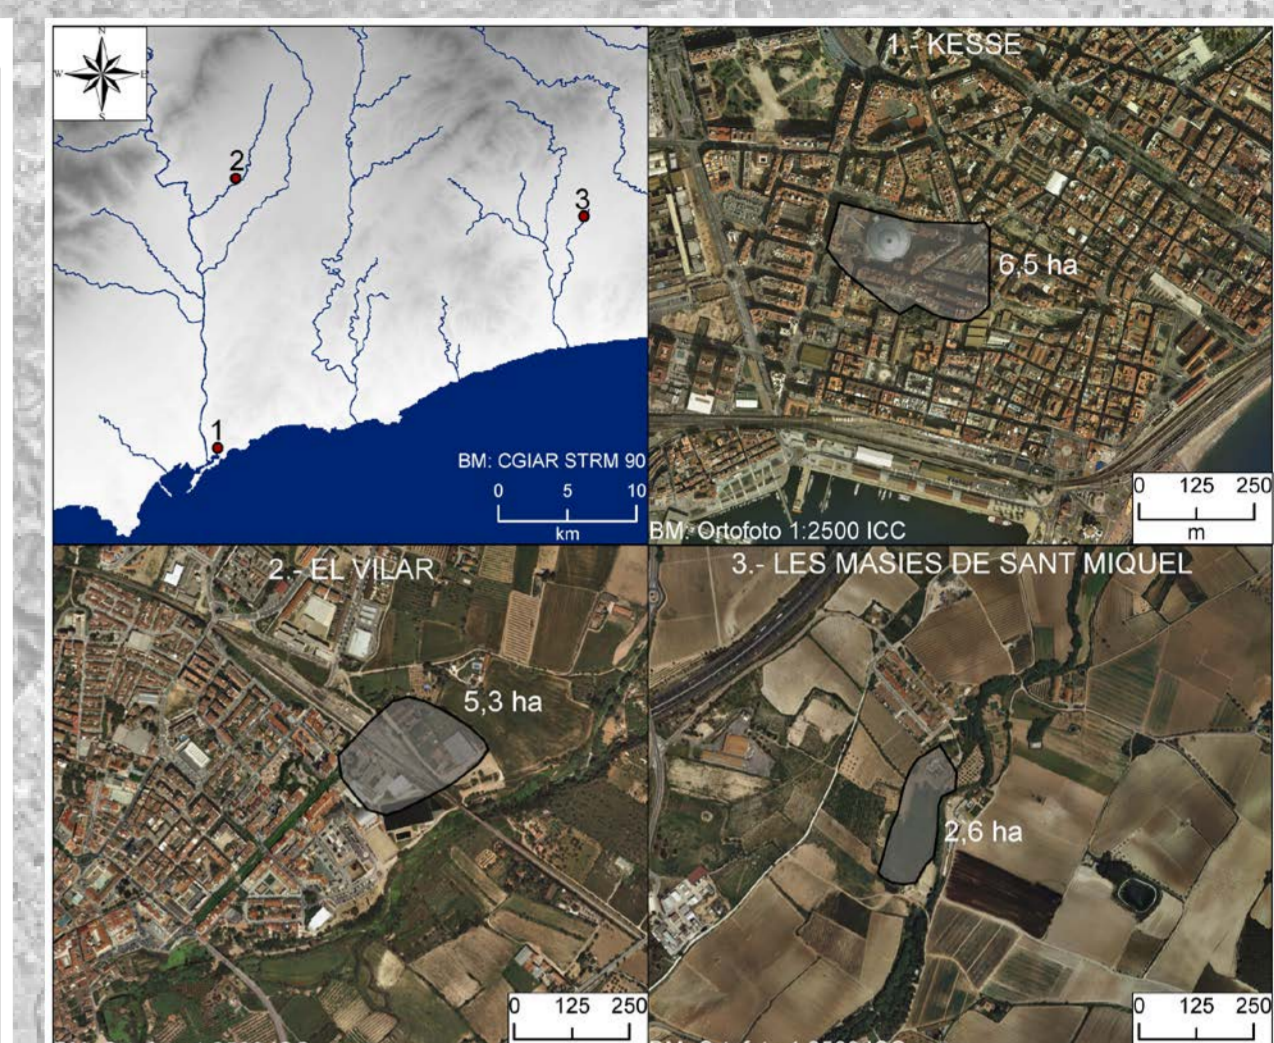 N
W E
S
2
3
1
BM: CGIAR STRM 90
0 5 10
km
1.- KESSE
6,5 ha
0 125 250
m
BM: Ortofoto 1:2500 ICC
2.- EL VILAR
5,3 ha
0 125 250
3.- LES MASIES DE SANT MIQUEL
2,6 ha
0 125 250